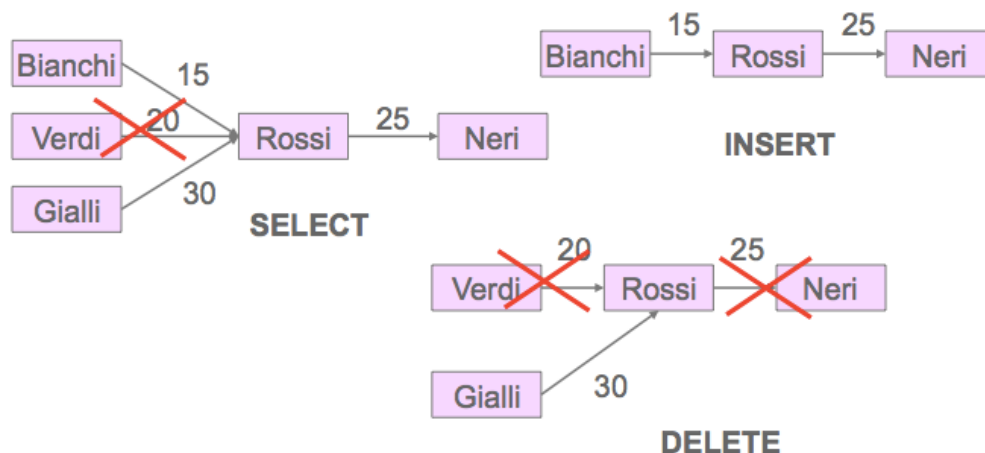 Bianchi
15
Verdi
20
Rossi
25
Neri
Gialli
30
SELECT
Bianchi
15
Rossi
25
Neri
INSERT
Verdi
20
Rossi
25
Neri
Gialli
30
DELETE